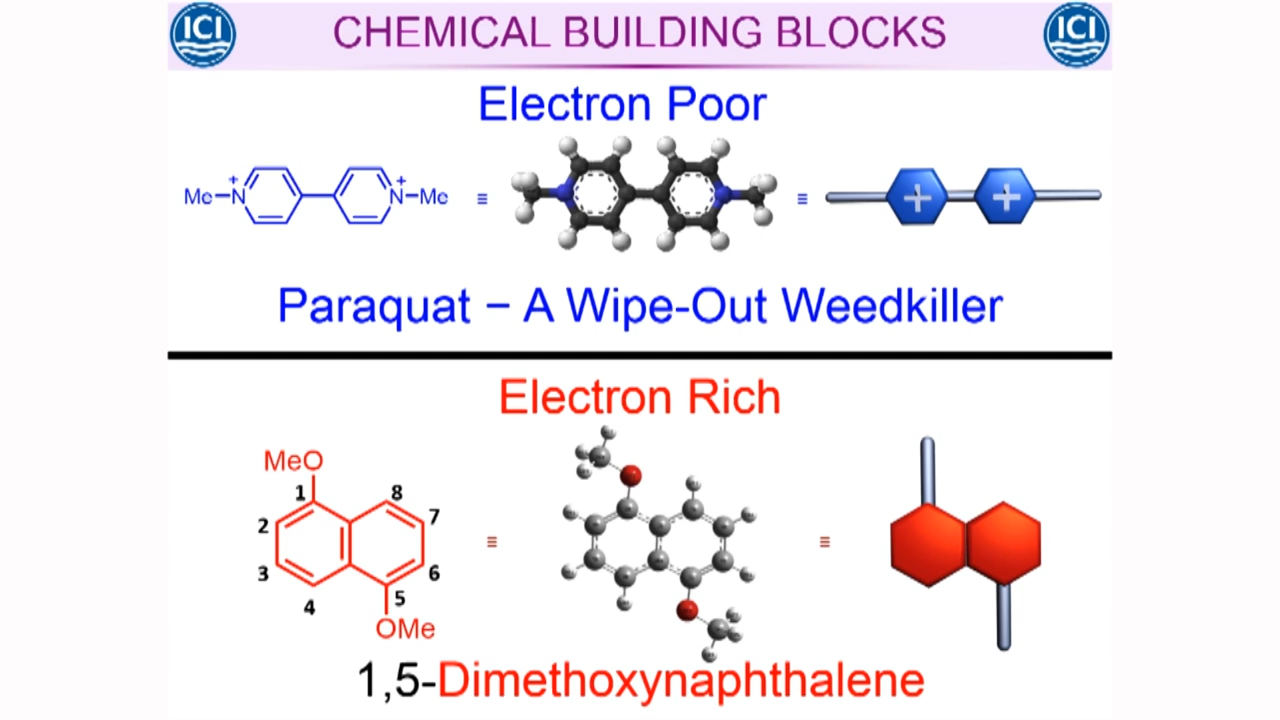 ICI CHEMICAL BUILDING BLOCKS ICI
Electron Poor
Me N + + N Me ≡ ≡ + +
Paraquat – A Wipe-Out Weedkiller
Electron Rich
MeO
1 8
2 7
≡ ≡
3 6
4 5
OMe
1,5-Dimethoxynaphthalene